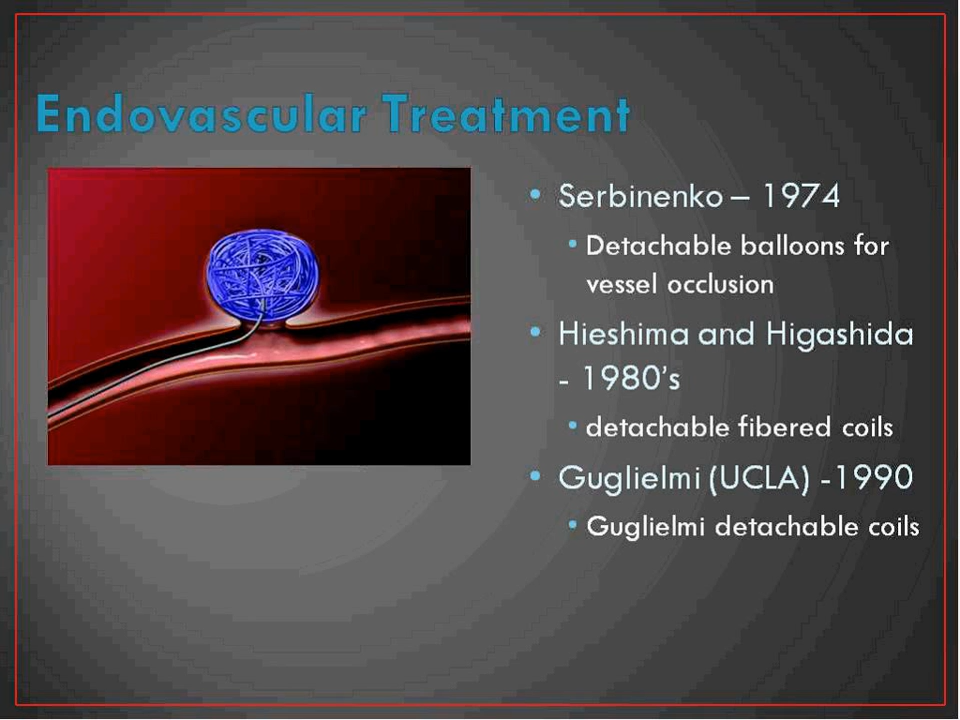 Endovascular Treatment
• Serbinenko – 1974
• Detachable balloons for
vessel occlusion
• Hieshima and Higashida
- 1980's
• detachable fibered coils
• Guglielmi (UCLA) -1990
• Guglielmi detachable coils